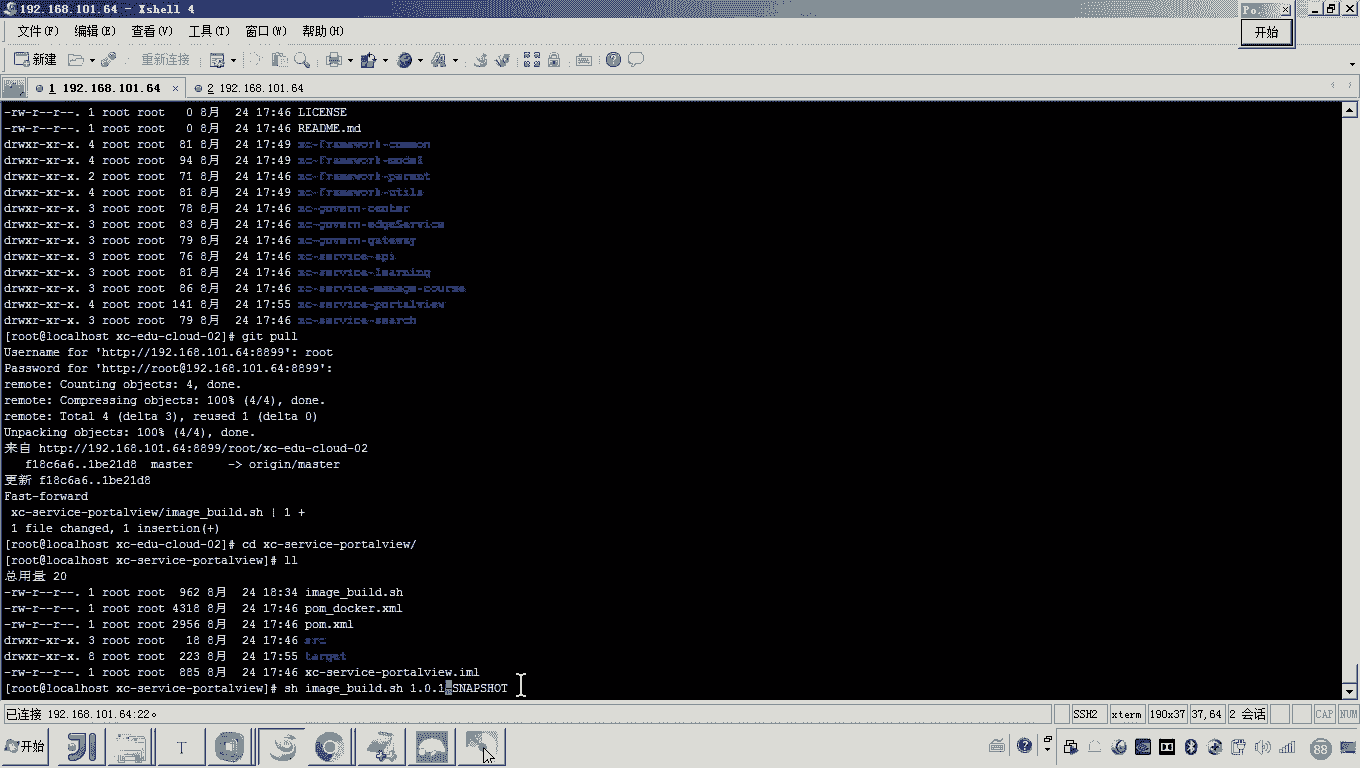 192.168.101.64 - Xshell 4
Po..
开始
文件(F) 编辑(E) 查看(V) 工具(T) 窗口(W) 帮助(H)
新建 重新连接
1 192.168.101.64 × 2 192.168.101.64
-rw-r--r--. 1 root root 0 8月 24 17:46 LICENSE
-rw-r--r--. 1 root root 0 8月 24 17:46 README.md
drwxr-xr-x. 4 root root 81 8月 24 17:49 xc-framework-common
drwxr-xr-x. 4 root root 94 8月 24 17:49 xc-framework-model
drwxr-xr-x. 2 root root 71 8月 24 17:46 xc-framework-parent
drwxr-xr-x. 4 root root 81 8月 24 17:49 xc-framework-utils
drwxr-xr-x. 3 root root 78 8月 24 17:46 xc-govern-center
drwxr-xr-x. 3 root root 83 8月 24 17:46 xc-govern-edgeService
drwxr-xr-x. 3 root root 79 8月 24 17:46 xc-govern-gateway
drwxr-xr-x. 3 root root 76 8月 24 17:46 xc-service-api
drwxr-xr-x. 3 root root 81 8月 24 17:46 xc-service-learning
drwxr-xr-x. 3 root root 86 8月 24 17:46 xc-service-manage-course
drwxr-xr-x. 4 root root 141 8月 24 17:55 xc-service-portalview
drwxr-xr-x. 3 root root 79 8月 24 17:46 xc-service-search
[root@localhost xc-edu-cloud-02]# git pull
Username for 'http://192.168.101.64:8899': root
Password for 'http://root@192.168.101.64:8899':
remote: Counting objects: 4, done.
remote: Compressing objects: 100% (4/4), done.
remote: Total 4 (delta 3), reused 1 (delta 0)
Unpacking objects: 100% (4/4), done.
来自 http://192.168.101.64:8899/root/xc-edu-cloud-02
f18c6a6..1be21d8 master -> origin/master
更新 f18c6a6..1be21d8
Fast-forward
xc-service-portalview/image_build.sh | 1 +
1 file changed, 1 insertion(+)
[root@localhost xc-edu-cloud-02]# cd xc-service-portalview/
[root@localhost xc-service-portalview]# ll
总用量 20
-rw-r--r--. 1 root root 962 8月 24 18:34 image_build.sh
-rw-r--r--. 1 root root 4318 8月 24 17:46 pom_docker.xml
-rw-r--r--. 1 root root 2956 8月 24 17:46 pom.xml
drwxr-xr-x. 3 root root 18 8月 24 17:46 src
drwxr-xr-x. 8 root root 223 8月 24 17:55 target
-rw-r--r--. 1 root root 885 8月 24 17:46 xc-service-portalview.iml
[root@localhost xc-service-portalview]# sh image_build.sh 1.0.1-SNAPSHOT
已连接 192.168.101.64:22。 SSH2 xterm 190x37 37,64 2 会话 CAP NUM
开始 88